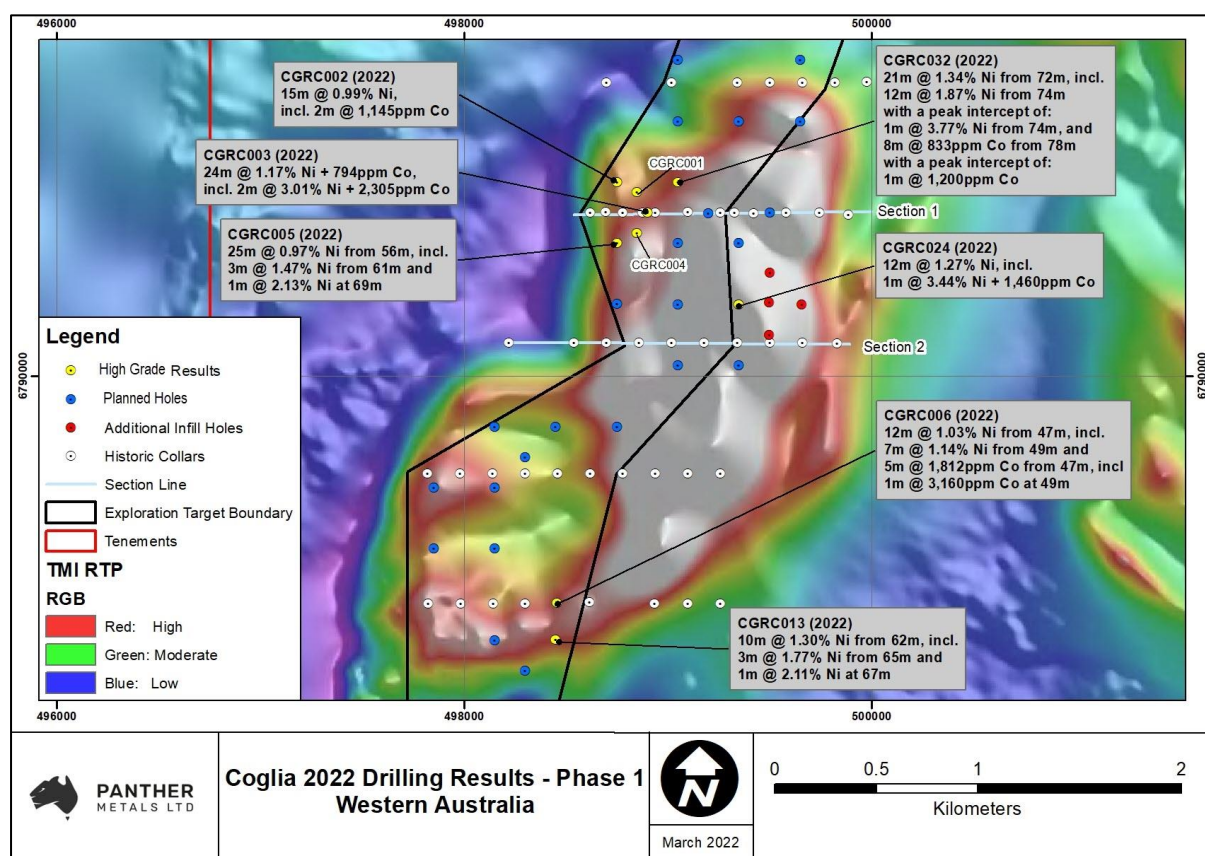 496000
498000
500000
CGRC002 (2022)
15m @ 0.99% Ni,
incl. 2m @ 1,145ppm Co
CGRC032 (2022)
21m @ 1.34% Ni from 72m, incl.
12m @ 1.87% Ni from 74m
with a peak intercept of:
1m @ 3.77% Ni from 74m, and
8m @ 833ppm Co from 78m
with a peak intercept of:
1m @ 1,200ppm Co
CGRC003 (2022)
24m @ 1.17% Ni + 794ppm Co,
incl. 2m @ 3.01% Ni + 2,305ppm Co
CGRC001
Section 1
CGRC005 (2022)
25m @ 0.97% Ni from 56m, incl.
3m @ 1.47% Ni from 61m and
1m @ 2.13% Ni at 69m
CGRC004
CGRC024 (2022)
12m @ 1.27% Ni, incl.
1m @ 3.44% Ni + 1,460ppm Co
Section 2
6790000
6790000
Legend
High Grade Results
Planned Holes
Additional Infill Holes
Historic Collars
Section Line
Exploration Target Boundary
Tenements
TMI RTP
RGB
Red: High
Green: Moderate
Blue: Low
CGRC006 (2022)
12m @ 1.03% Ni from 47m, incl.
7m @ 1.14% Ni from 49m and
5m @ 1,812ppm Co from 47m, incl
1m @ 3,160ppm Co at 49m
CGRC013 (2022)
10m @ 1.30% Ni from 62m, incl.
3m @ 1.77% Ni from 65m and
1m @ 2.11% Ni at 67m
496000
498000
500000
PANTHER
METALS LTD
Coglia 2022 Drilling Results - Phase 1
Western Australia
N
March 2022
0 0.5 1 2
Kilometers